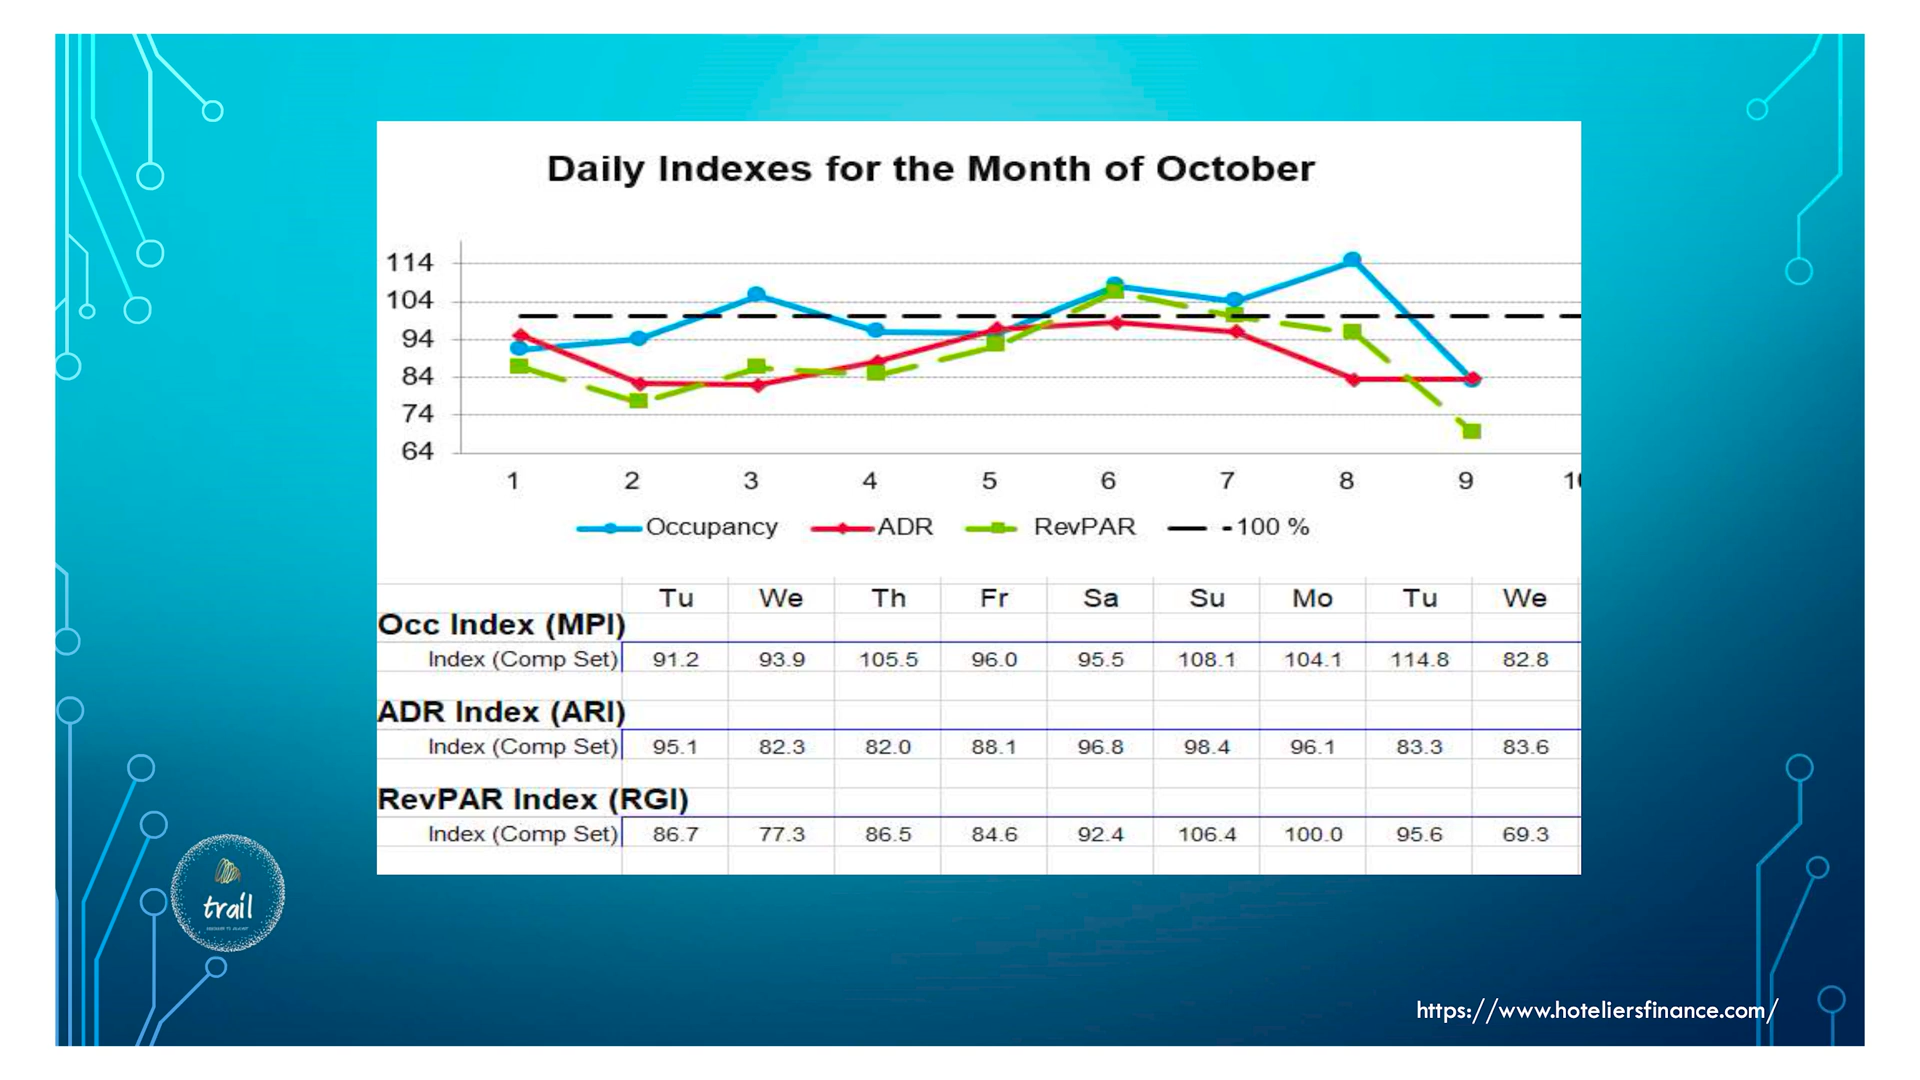 Daily Indexes for the Month of October
114
104
94
84
74
64
1 2 3 4 5 6 7 8 9
Occupancy ADR RevPAR 100 %
Tu We Th Fr Sa Su Mo Tu We
Occ Index (MPI)
Index (Comp Set) 91.2 93.9 105.5 96.0 95.5 108.1 104.1 114.8 82.8
ADR Index (ARI)
Index (Comp Set) 95.1 82.3 82.0 88.1 96.8 98.4 96.1 83.3 83.6
RevPAR Index (RGI)
Index (Comp Set) 86.7 77.3 86.5 84.6 92.4 106.4 100.0 95.6 69.3
trail
https://www.hoteliersfinance.com/